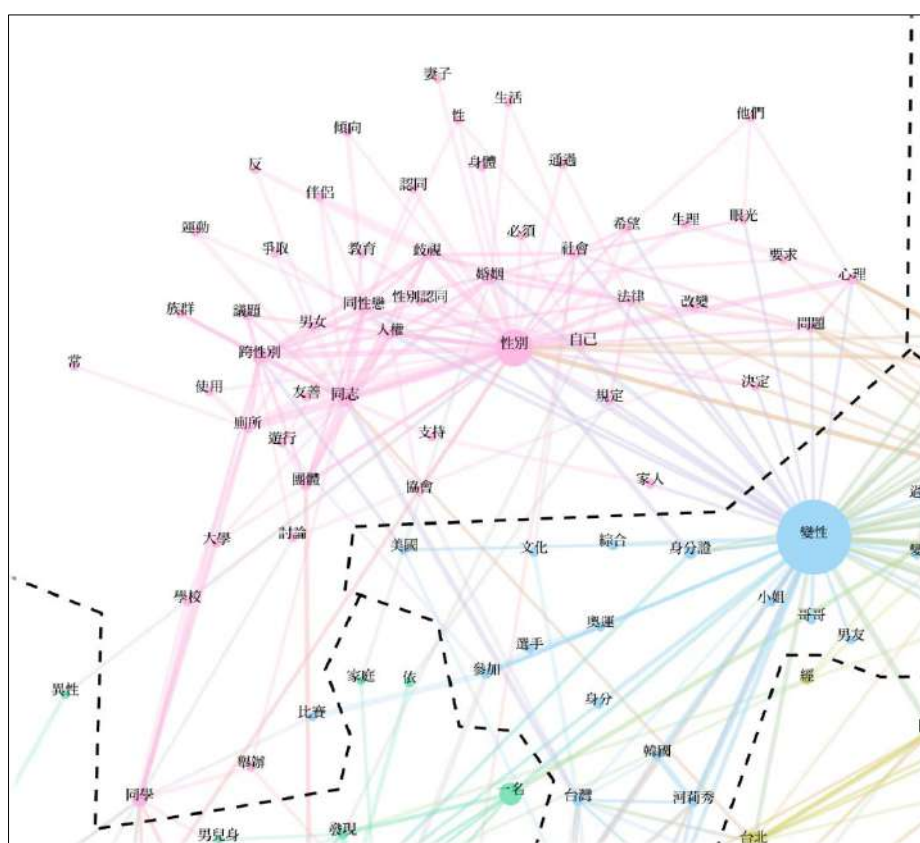 妻子
生活
性
他們
傾向
身體
通過
反
伴侶
認同
運動
必須
希望
生理
眼光
爭取
教育
歧視
社會
要求
婚姻
心理
性別認同
法律
改變
族群
議題
同性戀
男女
人權
問題
跨性別
性別
自己
常
使用
友善
同志
規定
決定
廁所
遊行
支持
團體
協會
家人
大學
討論
美國
文化
綜合
身分證
變性
學校
小姐
哥哥
奧運
男友
選手
異性
家庭
依
參加
經
比賽
身分
舉辦
韓國
同學
一名
台灣
河莉秀
男兒身
發現
台北